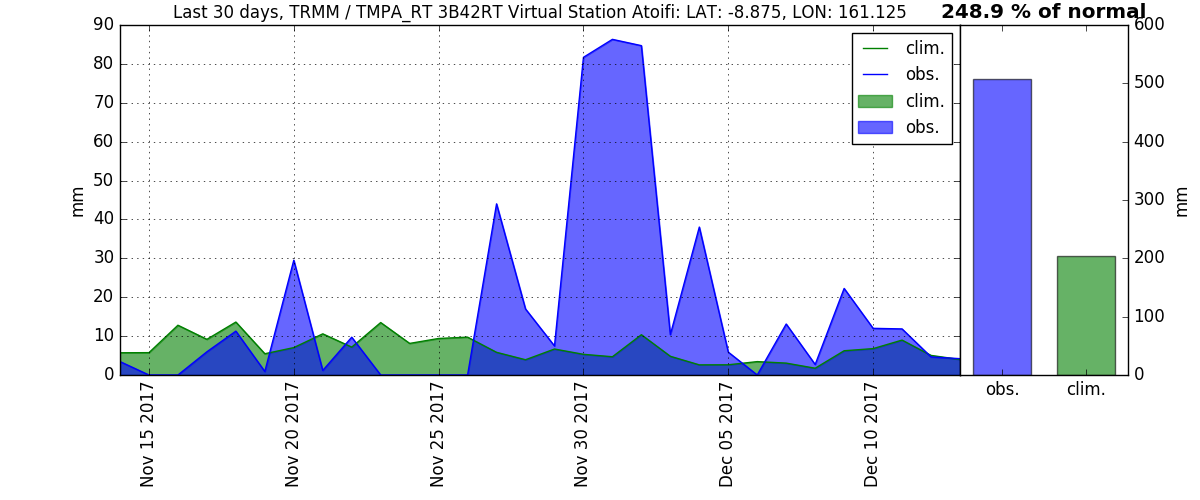 Last 30 days, TRMM / TMPA_RT 3B42RT Virtual Station Atoifi: LAT: -8.875, LON: 161.125
248.9 % of normal
90
80
70
60
50
40
30
20
10
0
mm
clim.
obs.
clim.
obs.
Nov 15 2017
Nov 20 2017
Nov 25 2017
Nov 30 2017
Dec 05 2017
Dec 10 2017
600
500
400
300
200
100
0
mm
obs.
clim.